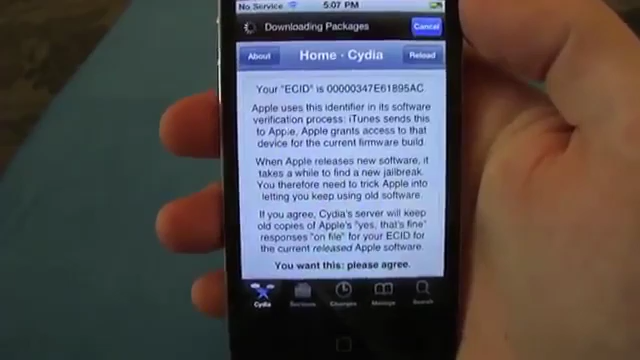 No Service 5:07 PM
Downloading Packages Cancel
About Home · Cydia Reload
Your "ECID" is 00000347E61895AC
Apple uses this identifier in its software
verification process: iTunes sends this
to Apple, Apple grants access to that
device for the current firmware build.
When Apple releases new software, it
takes a while to find a new jailbreak.
You therefore need to trick Apple into
letting you keep using old software.
If you agree, Cydia's server will keep
old copies of Apple's "yes, that's fine"
responses "on file" for your ECID for
the current released Apple software.
You want this: please agree.
Cydia Sections Changes Manage Search